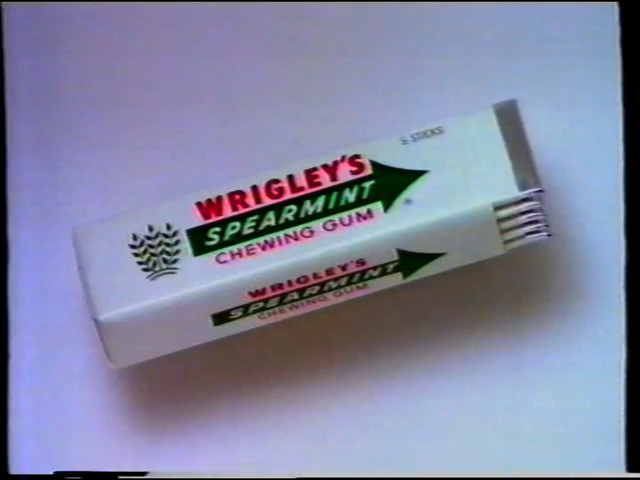 5 STICKS
WRIGLEY'S
SPEARMINT
CHEWING GUM
WRIGLEY'S
SPEARMINT
CHEWING GUM